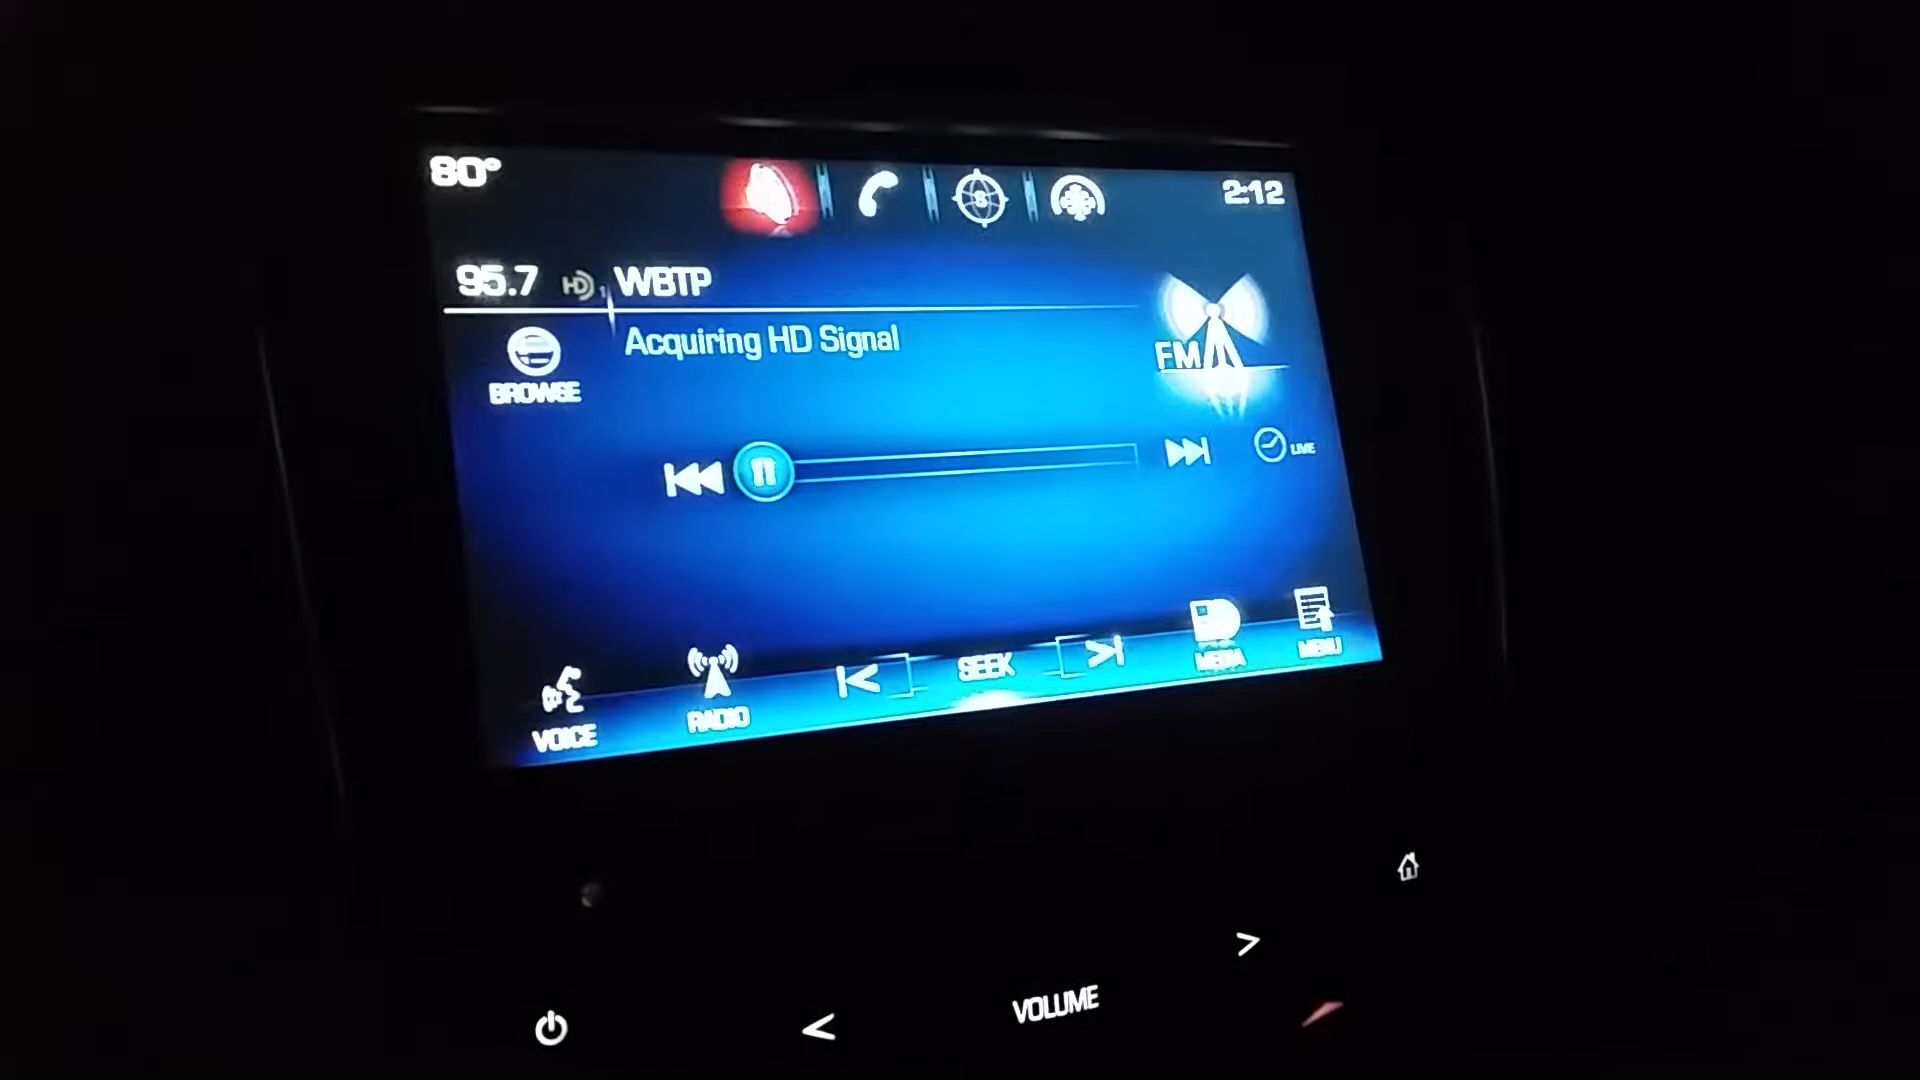 80°
2:12
95.7 HD 1 WBTP
Acquiring HD Signal
BROWSE
FM
LIVE
VOICE
RADIO
SEEK
MEDIA
MENU
VOLUME